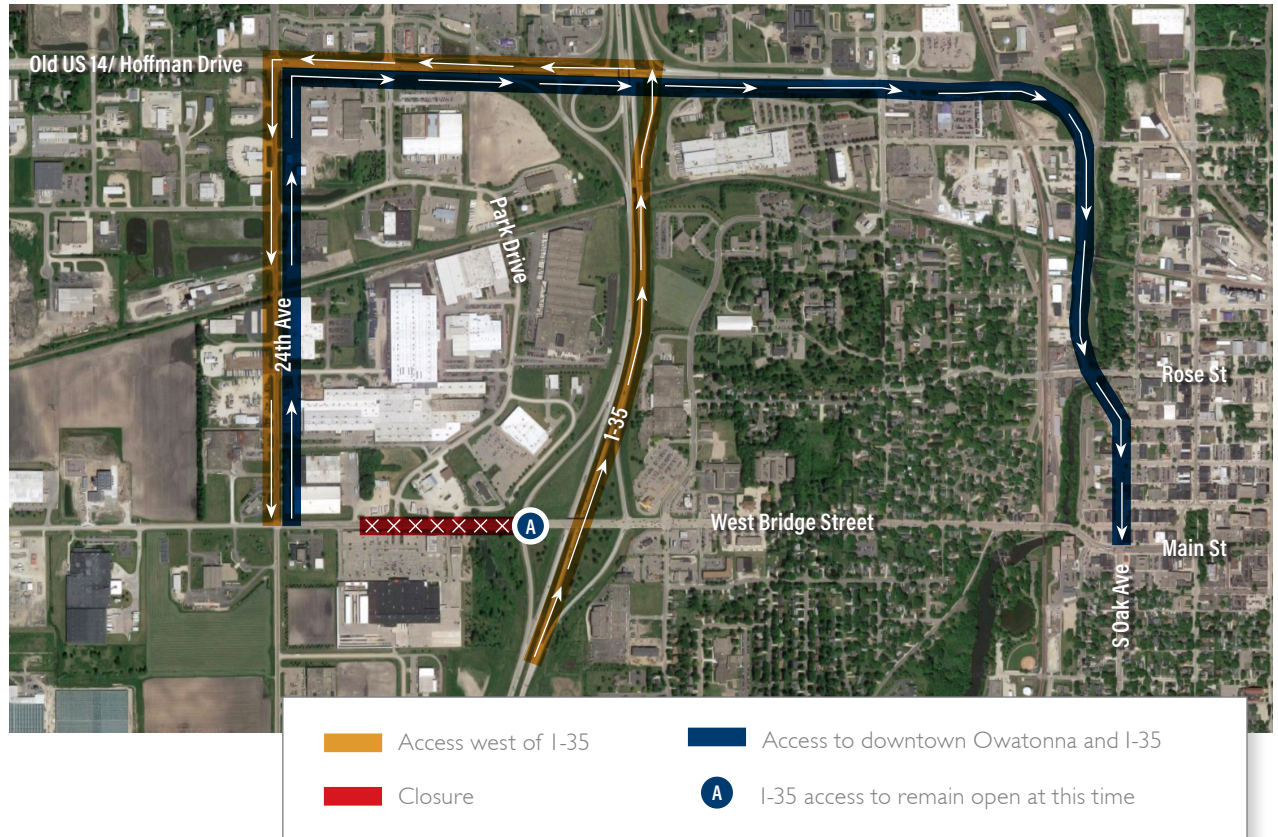 Old US 14/ Hoffman Drive
Park Drive
24th Ave
Rose St
I-35
A
West Bridge Street
Main St
S Oak Ave
Access west of I-35
Access to downtown Owatonna and I-35
Closure
A
I-35 access to remain open at this time